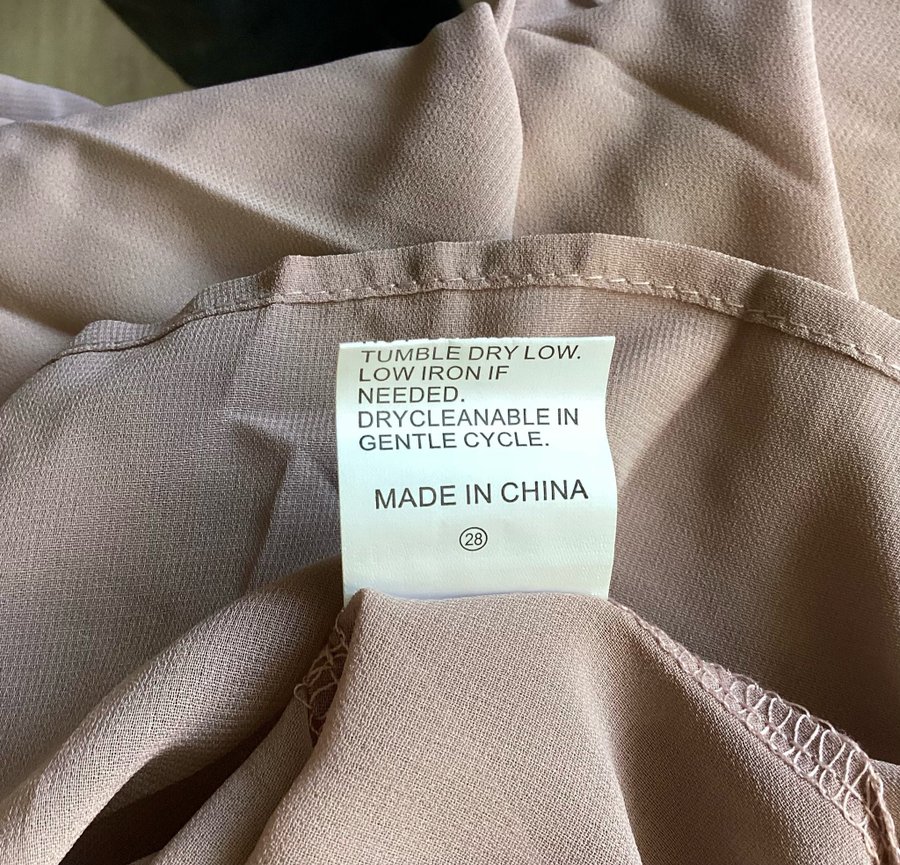 TUMBLE DRY LOW.
LOW IRON IF
NEEDED.
DRYCLEANABLE IN
GENTLE CYCLE.
MADE IN CHINA
28